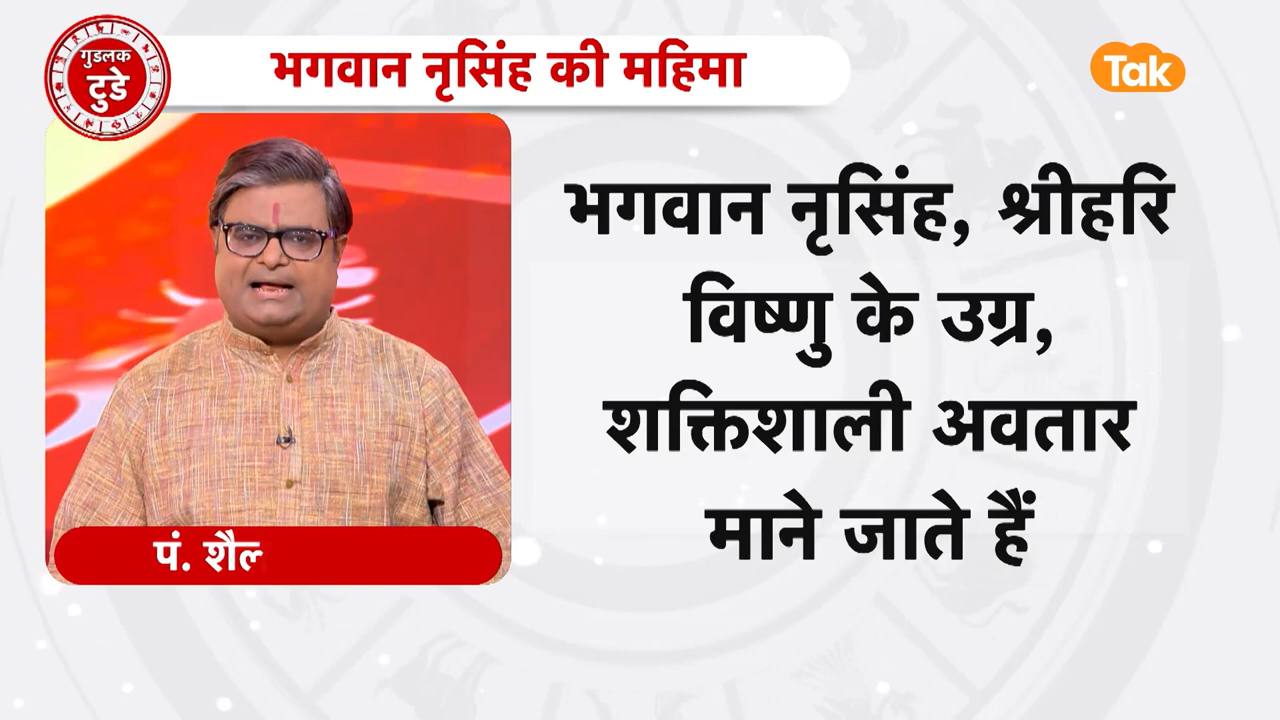 गुडलक
टुडे
भगवान नृसिंह की महिमा
Tak
भगवान नृसिंह, श्रीहरि
विष्णु के उग्र,
शक्तिशाली अवतार
माने जाते हैं
पं. शैल